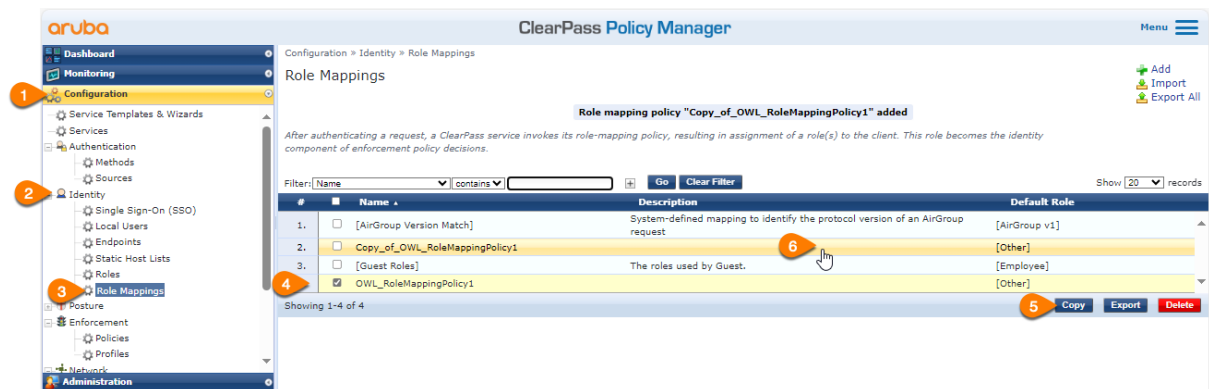 aruba
ClearPass Policy Manager
Menu
Dashboard
Monitoring
1
Configuration
Service Templates & Wizards
Services
Authentication
Methods
Sources
2
Identity
Single Sign-On (SSO)
Local Users
Endpoints
Static Host Lists
Roles
3
Role Mappings
Posture
Enforcement
Policies
Profiles
Network
Administration
Configuration » Identity » Role Mappings
Role Mappings
Add
Import
Export All
Role mapping policy "Copy_of_OWL_RoleMappingPolicy1" added
After authenticating a request, a ClearPass service invokes its role-mapping policy, resulting in assignment of a role(s) to the client. This role becomes the identity
component of enforcement policy decisions.
Filter: Name contains + Go Clear Filter Show 20 records
# Name Description Default Role
1. [AirGroup Version Match] System-defined mapping to identify the protocol version of an AirGroup request [AirGroup v1]
2. Copy_of_OWL_RoleMappingPolicy1 6 [Other]
3. [Guest Roles] The roles used by Guest. [Employee]
4 OWL_RoleMappingPolicy1 [Other]
Showing 1-4 of 4
5 Copy Export Delete